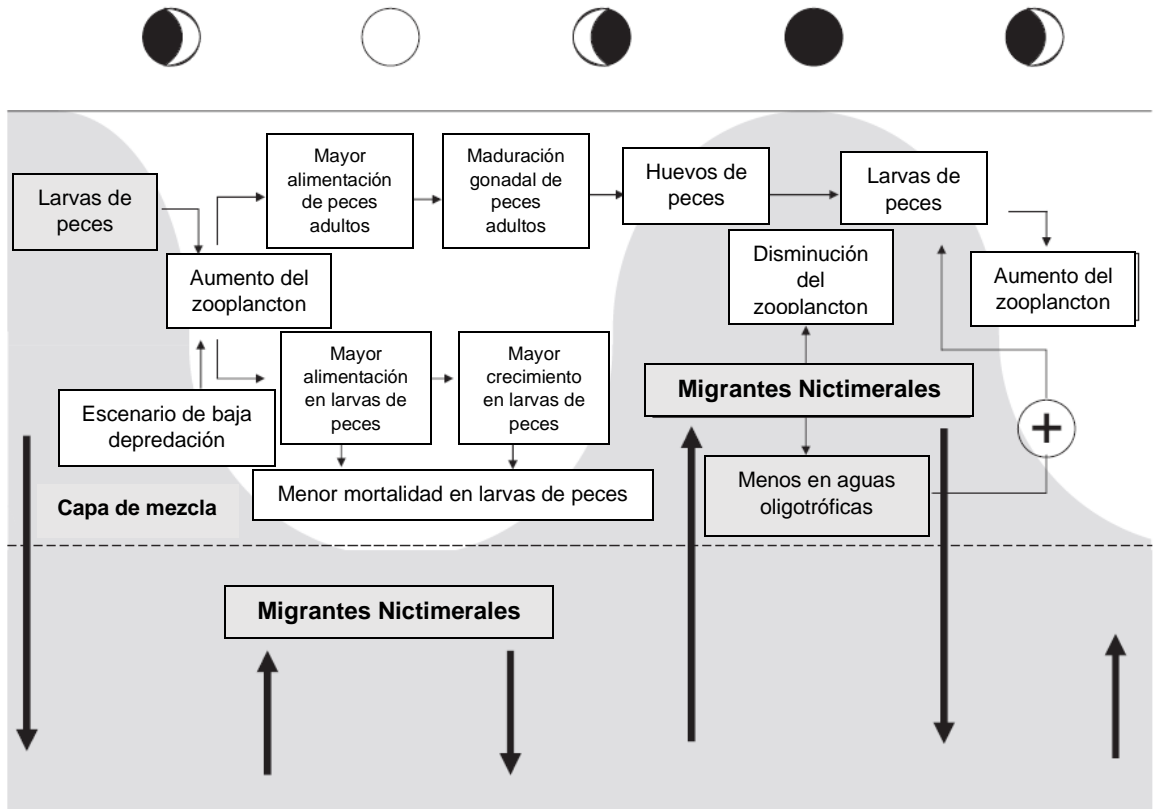 Mayor
alimentación
de peces
adultos
Maduración
gonadal de
peces
adultos
Huevos de
peces
Larvas de
peces
Larvas de
peces
Aumento del
zooplancton
Disminución
del
zooplancton
Aumento del
zooplancton
Mayor
alimentación
en larvas de
peces
Mayor
crecimiento
en larvas de
peces
Migrantes Nictimerales
Escenario de baja
depredación
Menor mortalidad en larvas de peces
Menos en aguas
oligotróficas
+
Capa de mezcla
Migrantes Nictimerales